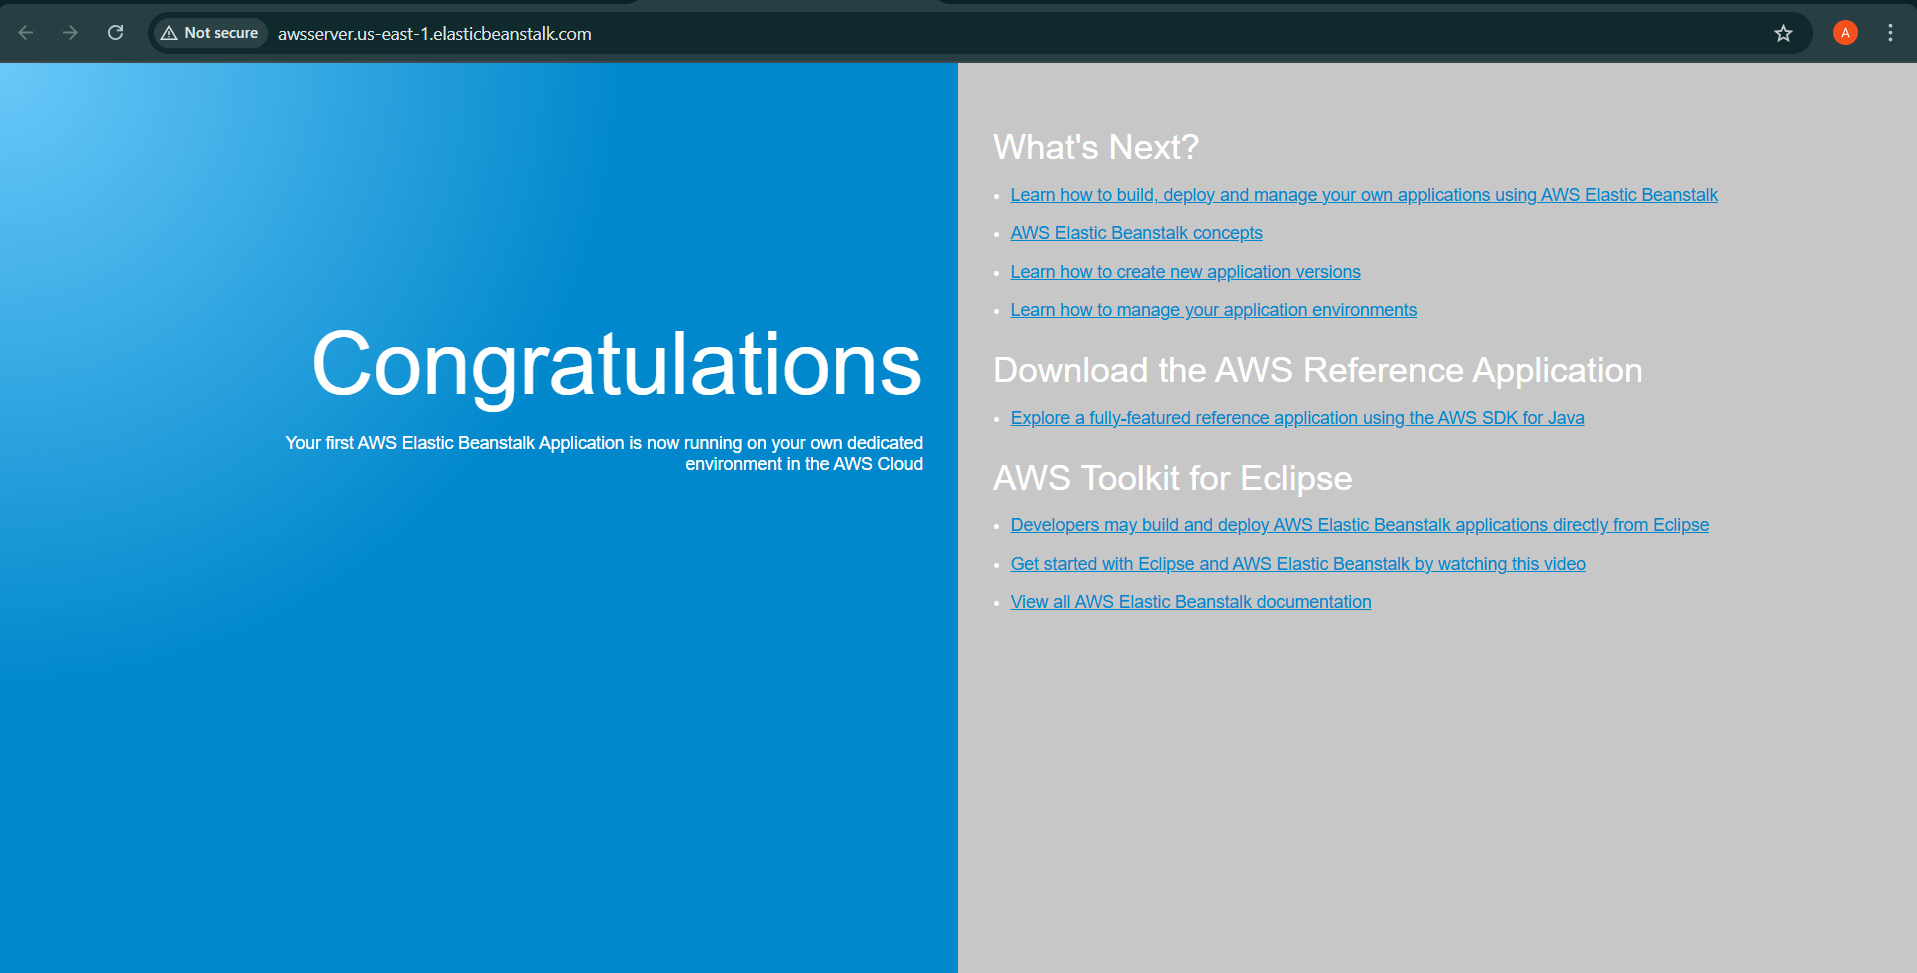 Not secure
awsserver.us-east-1.elasticbeanstalk.com
A
Congratulations
Your first AWS Elastic Beanstalk Application is now running on your own dedicated
environment in the AWS Cloud
What's Next?
Learn how to build, deploy and manage your own applications using AWS Elastic Beanstalk
AWS Elastic Beanstalk concepts
Learn how to create new application versions
Learn how to manage your application environments
Download the AWS Reference Application
Explore a fully-featured reference application using the AWS SDK for Java
AWS Toolkit for Eclipse
Developers may build and deploy AWS Elastic Beanstalk applications directly from Eclipse
Get started with Eclipse and AWS Elastic Beanstalk by watching this video
View all AWS Elastic Beanstalk documentation